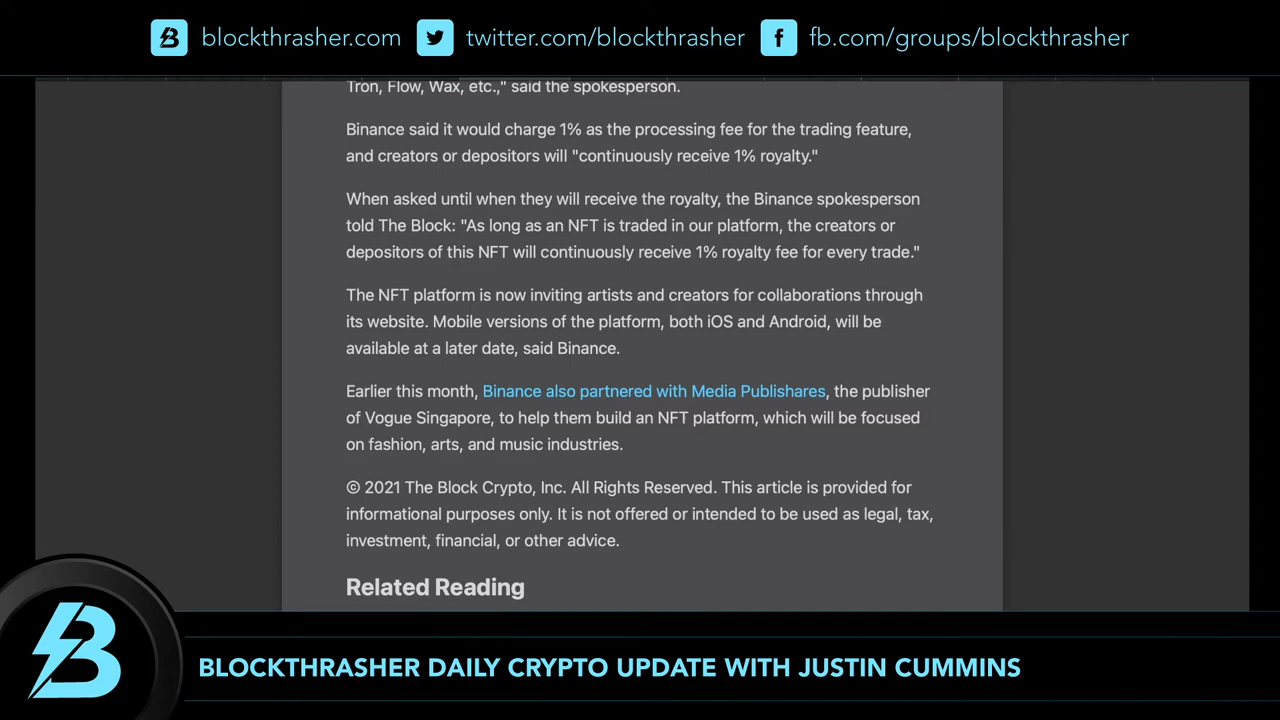 blockthrasher.com twitter.com/blockthrasher fb.com/groups/blockthrasher
Tron, Flow, Wax, etc.," said the spokesperson.
Binance said it would charge 1% as the processing fee for the trading feature,
and creators or depositors will "continuously receive 1% royalty."
When asked until when they will receive the royalty, the Binance spokesperson
told The Block: "As long as an NFT is traded in our platform, the creators or
depositors of this NFT will continuously receive 1% royalty fee for every trade."
The NFT platform is now inviting artists and creators for collaborations through
its website. Mobile versions of the platform, both iOS and Android, will be
available at a later date, said Binance.
Earlier this month, Binance also partnered with Media Publishares, the publisher
of Vogue Singapore, to help them build an NFT platform, which will be focused
on fashion, arts, and music industries.
© 2021 The Block Crypto, Inc. All Rights Reserved. This article is provided for
informational purposes only. It is not offered or intended to be used as legal, tax,
investment, financial, or other advice.
Related Reading
BLOCKTHRASHER DAILY CRYPTO UPDATE WITH JUSTIN CUMMINS